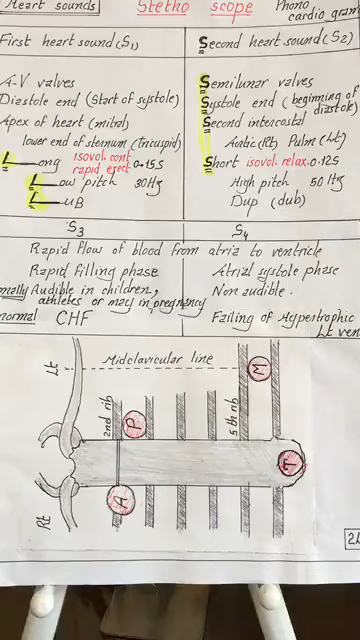 Heart sounds
Stetho scope
Phono
cardio gram
First heart sound (S1)
Second heart sound (S2)
A-V valves
Diastole end (Start of systole)
Apex of heart (mitral)
lower end of sternum (tricuspid)
Long isovol. cont 0.15S
rapid eject
Low pitch 30Hz
LuB
Semilunar valves
Systole end (beginning of
diastole)
Second intercostal
Aortic (Rt) Pulm (Lt)
Short isovol. relax. 0.12S
High pitch 50Hz
Dup (dub)
S3
S4
Rapid flow of blood from atria to ventricle
Rapid filling phase
Atrial systole phase
mally Audible in children,
athletes or may in pregnancy
Non audible.
normal CHF
Failing of Hypertrophic
Lt ven
Lt
Midclavicular line
2nd rib
5th rib
M
P
A
T
Rt